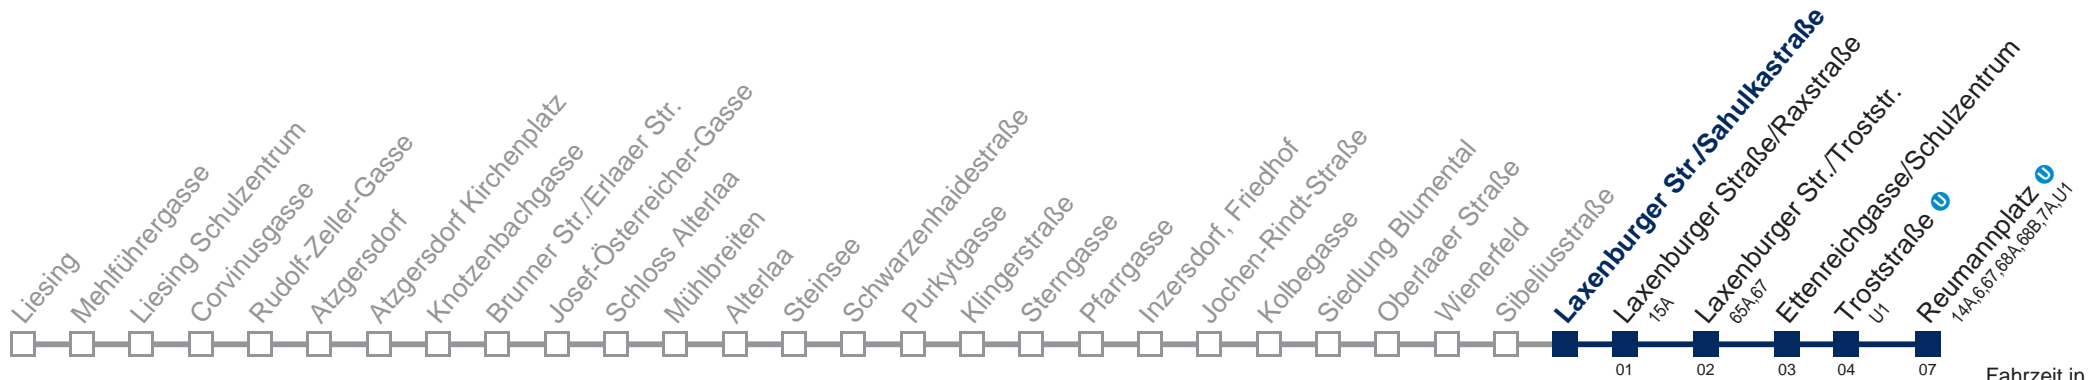 Liesing
Mehlführergasse
Liesing Schulzentrum
Corvinusgasse
Rudolf-Zeller-Gasse
Atzgersdorf
Atzgersdorf Kirchenplatz
Knotzenbachgasse
Brunner Str./Erlaaer Str.
Josef-Österreicher-Gasse
Schloss Alterlaa
Mühlbreiten
Alterlaa
Steinsee
Schwarzenhaidestraße
Purkytgasse
Klingerstraße
Sterngasse
Pfarrgasse
Inzersdorf, Friedhof
Jochen-Rindt-Straße
Kolbegasse
Siedlung Blumental
Oberlaaer Straße
Wienerfeld
Sibeliusstraße
Laxenburger Str./Sahulkastraße
Laxenburger Straße/Raxstraße
15A
Laxenburger Str./Troststr.
65A,67
Ettenreichgasse/Schulzentrum
Troststraße U
U1
Reumannplatz U
14A,6,67,68A,68B,7A,U1
01 02 03 04 07
Fahrzeit in